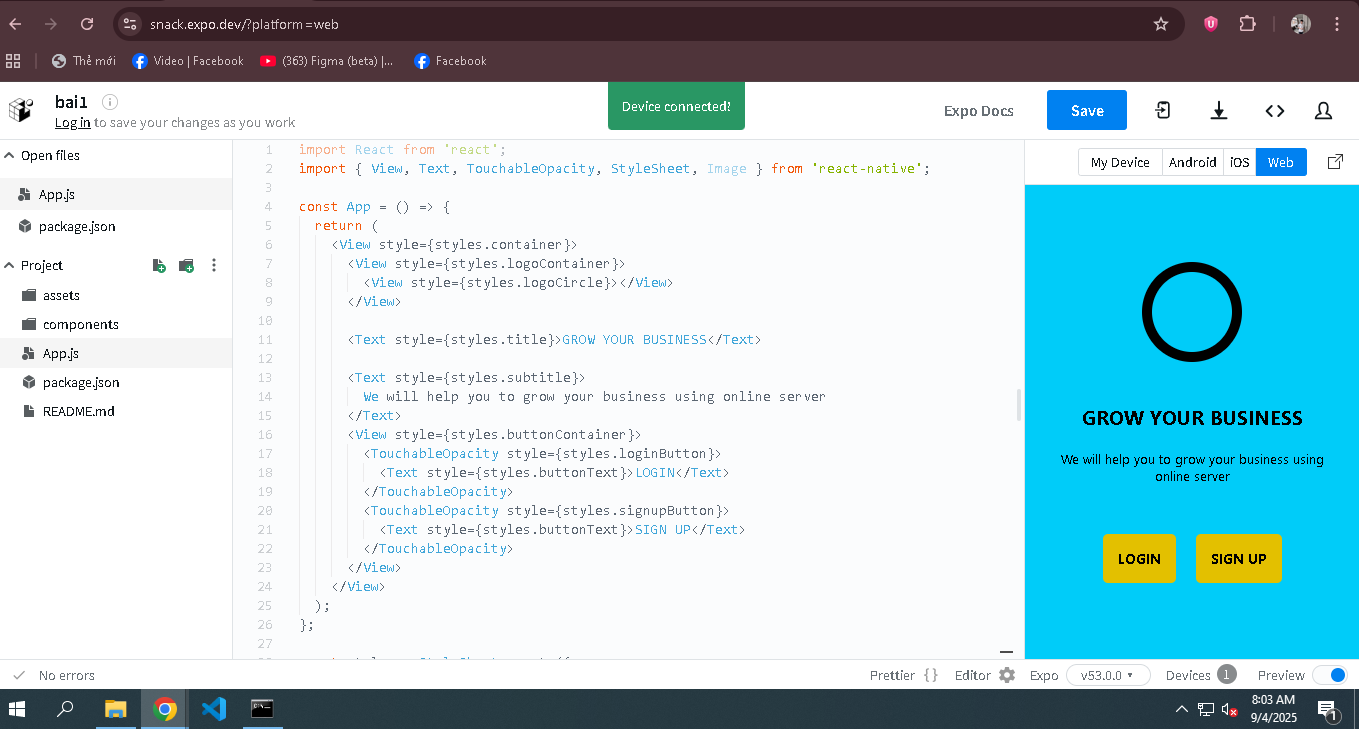 snack.expo.dev/?platform=web
Thẻ mới
Video | Facebook
(363) Figma (beta) |...
Facebook
bai1
Log in to save your changes as you work
Device connected!
Expo Docs
Save
Open files
App.js
package.json
Project
assets
components
App.js
package.json
README.md
1 import React from 'react';
2 import { View, Text, TouchableOpacity, StyleSheet, Image } from 'react-native';
3
4 const App = () => {
5 return (
6 <View style={styles.container}>
7 <View style={styles.logoContainer}>
8 <View style={styles.logoCircle}></View>
9 </View>
10
11 <Text style={styles.title}>GROW YOUR BUSINESS</Text>
12
13 <Text style={styles.subtitle}>
14 We will help you to grow your business using online server
15 </Text>
16 <View style={styles.buttonContainer}>
17 <TouchableOpacity style={styles.loginButton}>
18 <Text style={styles.buttonText}>LOGIN</Text>
19 </TouchableOpacity>
20 <TouchableOpacity style={styles.signupButton}>
21 <Text style={styles.buttonText}>SIGN UP</Text>
22 </TouchableOpacity>
23 </View>
24 </View>
25 );
26 };
27
My Device Android iOS Web
GROW YOUR BUSINESS
We will help you to grow your business using
online server
LOGIN SIGN UP
No errors
Prettier {} Editor Expo v53.0.0 Devices 1 Preview
8:03 AM
9/4/2025
1